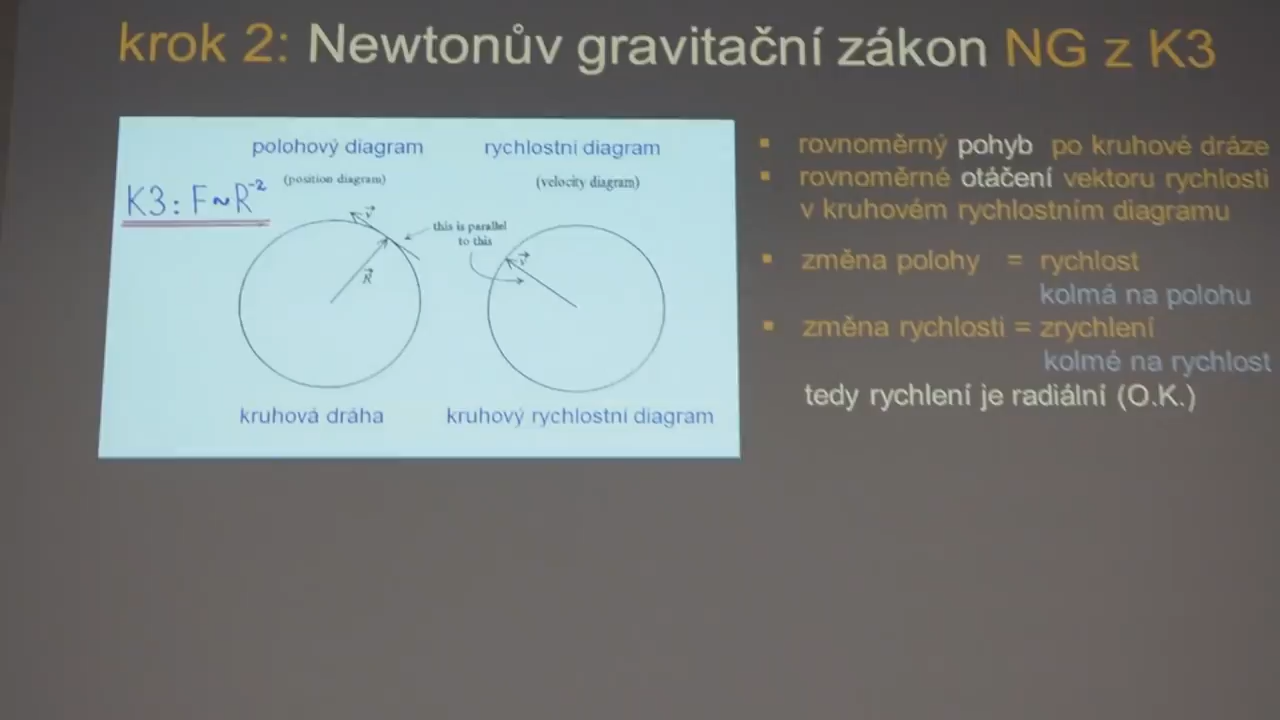 krok 2: Newtonův gravitační zákon NG z K3
polohový diagram
(position diagram)
rychlostní diagram
(velocity diagram)
K3: F~R⁻²
v
R
this is parallel
to this
v
kruhová dráha
kruhový rychlostní diagram
▪ rovnoměrný pohyb po kruhové dráze
▪ rovnoměrné otáčení vektoru rychlosti
v kruhovém rychlostním diagramu
▪ změna polohy = rychlost
kolmá na polohu
▪ změna rychlosti = zrychlení
kolmé na rychlost
tedy rychlení je radiální (O.K.)